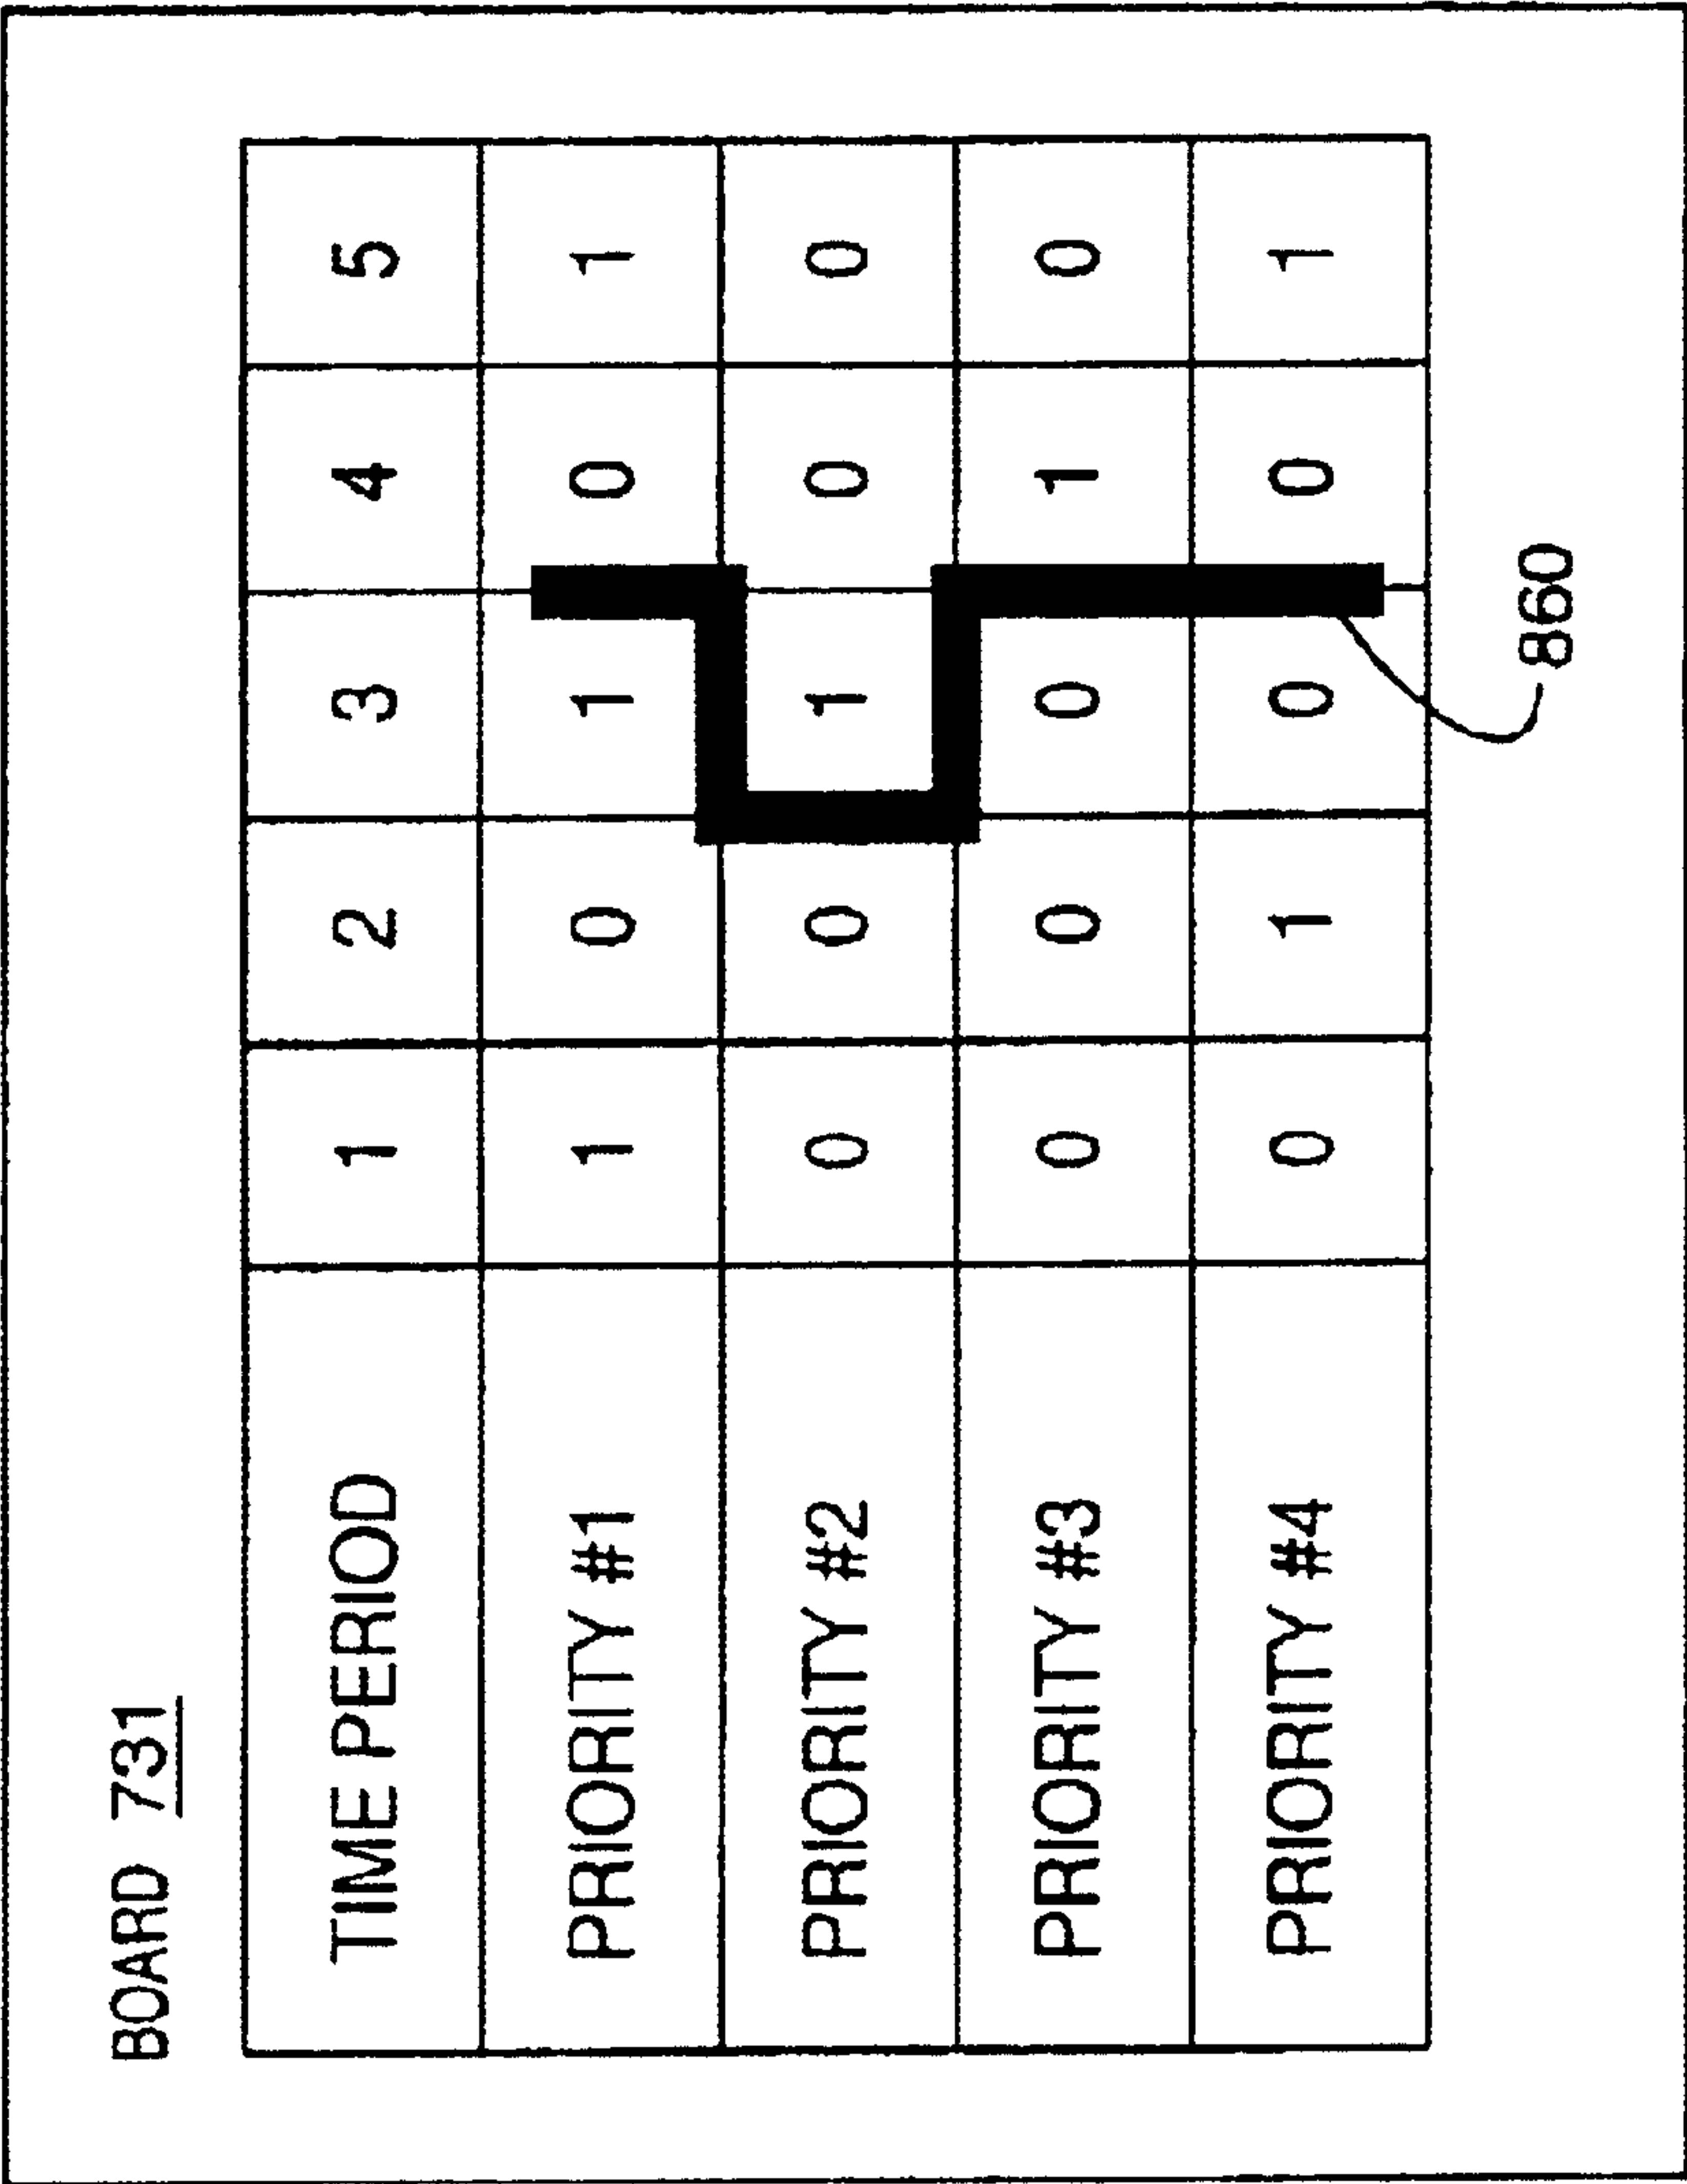 BOARD 731
TIME PERIOD 1 2 3 4 5
PRIORITY #1 1 0 1 0 1
PRIORITY #2 0 0 1 0 0
PRIORITY #3 0 0 0 1 0
PRIORITY #4 0 1 0 0 1
860